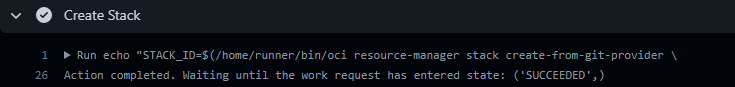 Create Stack
1 Run echo "STACK_ID=$(/home/runner/bin/oci resource-manager stack create-from-git-provider \
26 Action completed. Waiting until the work request has entered state: ('SUCCEEDED',)